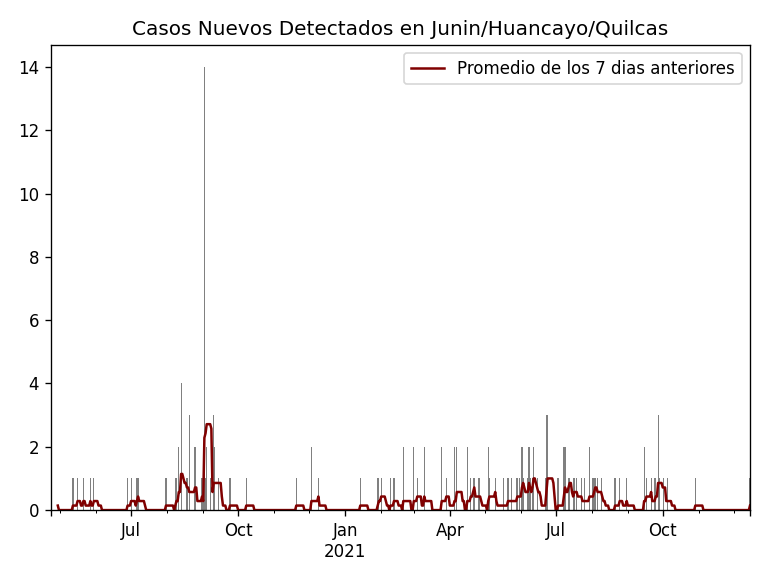 Casos Nuevos Detectados en Junin/Huancayo/Quilcas
Promedio de los 7 dias anteriores
14
12
10
8
6
4
2
0
Jul
Oct
Jan
2021
Apr
Jul
Oct